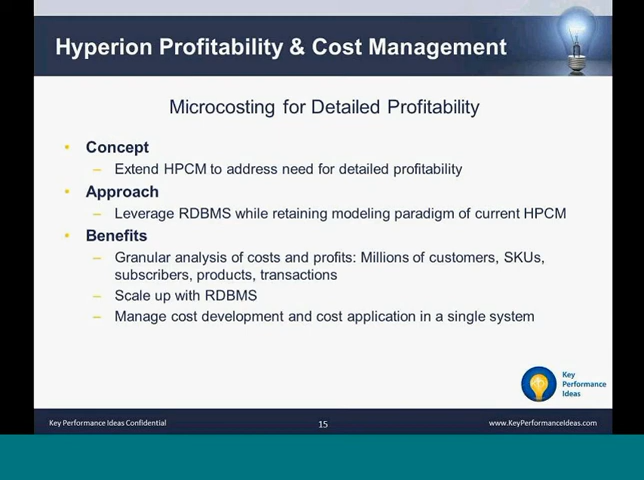 Hyperion Profitability & Cost Management
Microcosting for Detailed Profitability
• Concept
– Extend HPCM to address need for detailed profitability
• Approach
– Leverage RDBMS while retaining modeling paradigm of current HPCM
• Benefits
– Granular analysis of costs and profits: Millions of customers, SKUs,
subscribers, products, transactions
– Scale up with RDBMS
– Manage cost development and cost application in a single system
Key
Performance
Ideas
Key Performance Ideas Confidential
15
www.KeyPerformanceIdeas.com